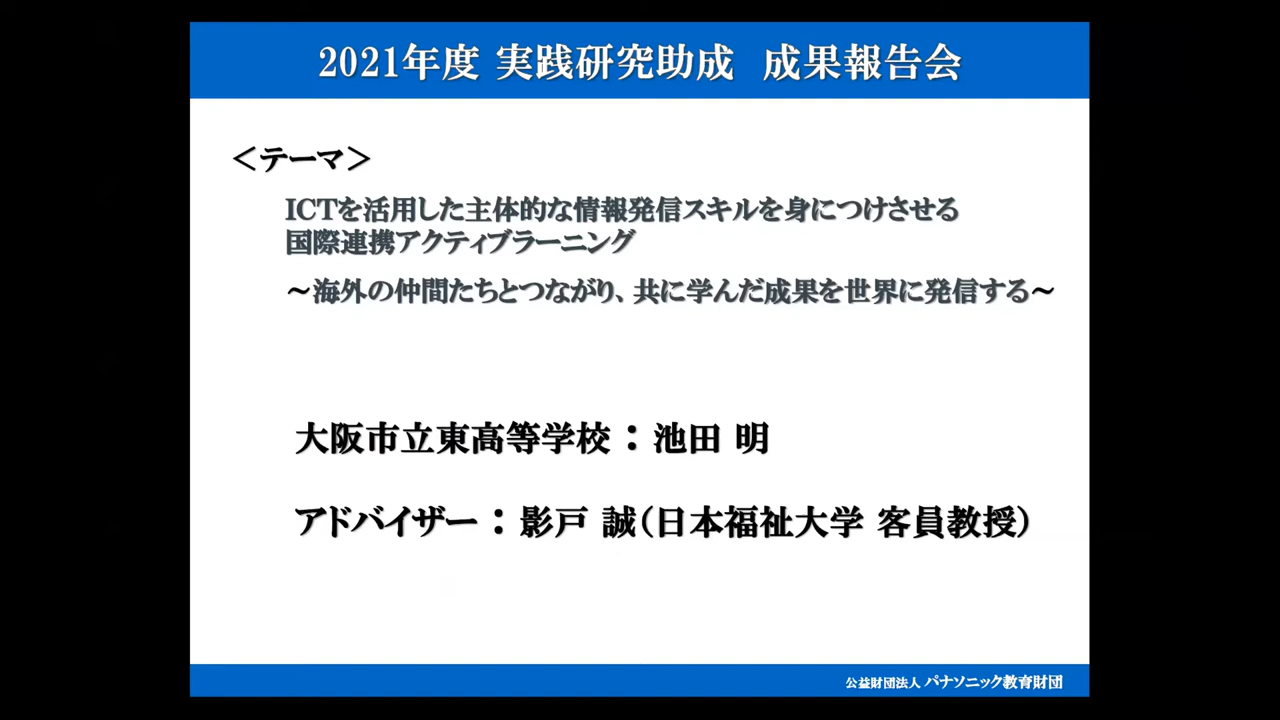 2021年度 実践研究助成 成果報告会
＜テーマ＞
ICTを活用した主体的な情報発信スキルを身につけさせる
国際連携アクティブラーニング
～海外の仲間たちとつながり、共に学んだ成果を世界に発信する～
大阪市立東高等学校：池田 明
アドバイザー：影戸 誠（日本福祉大学 客員教授）
公益財団法人 パナソニック教育財団